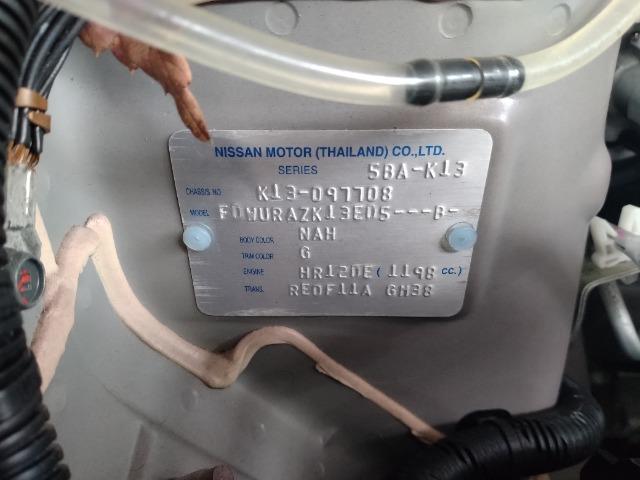 NISSAN MOTOR (THAILAND) CO.,LTD.
SERIES 5BA-K13
CHASSIS NO K13-097708
MODEL FDWURAZK13ED5---B-
BODY COLOR NAH
TRIM COLOR G
ENGINE HR12DE ( 1198 CC.)
TRANS. RE0F11A GH38